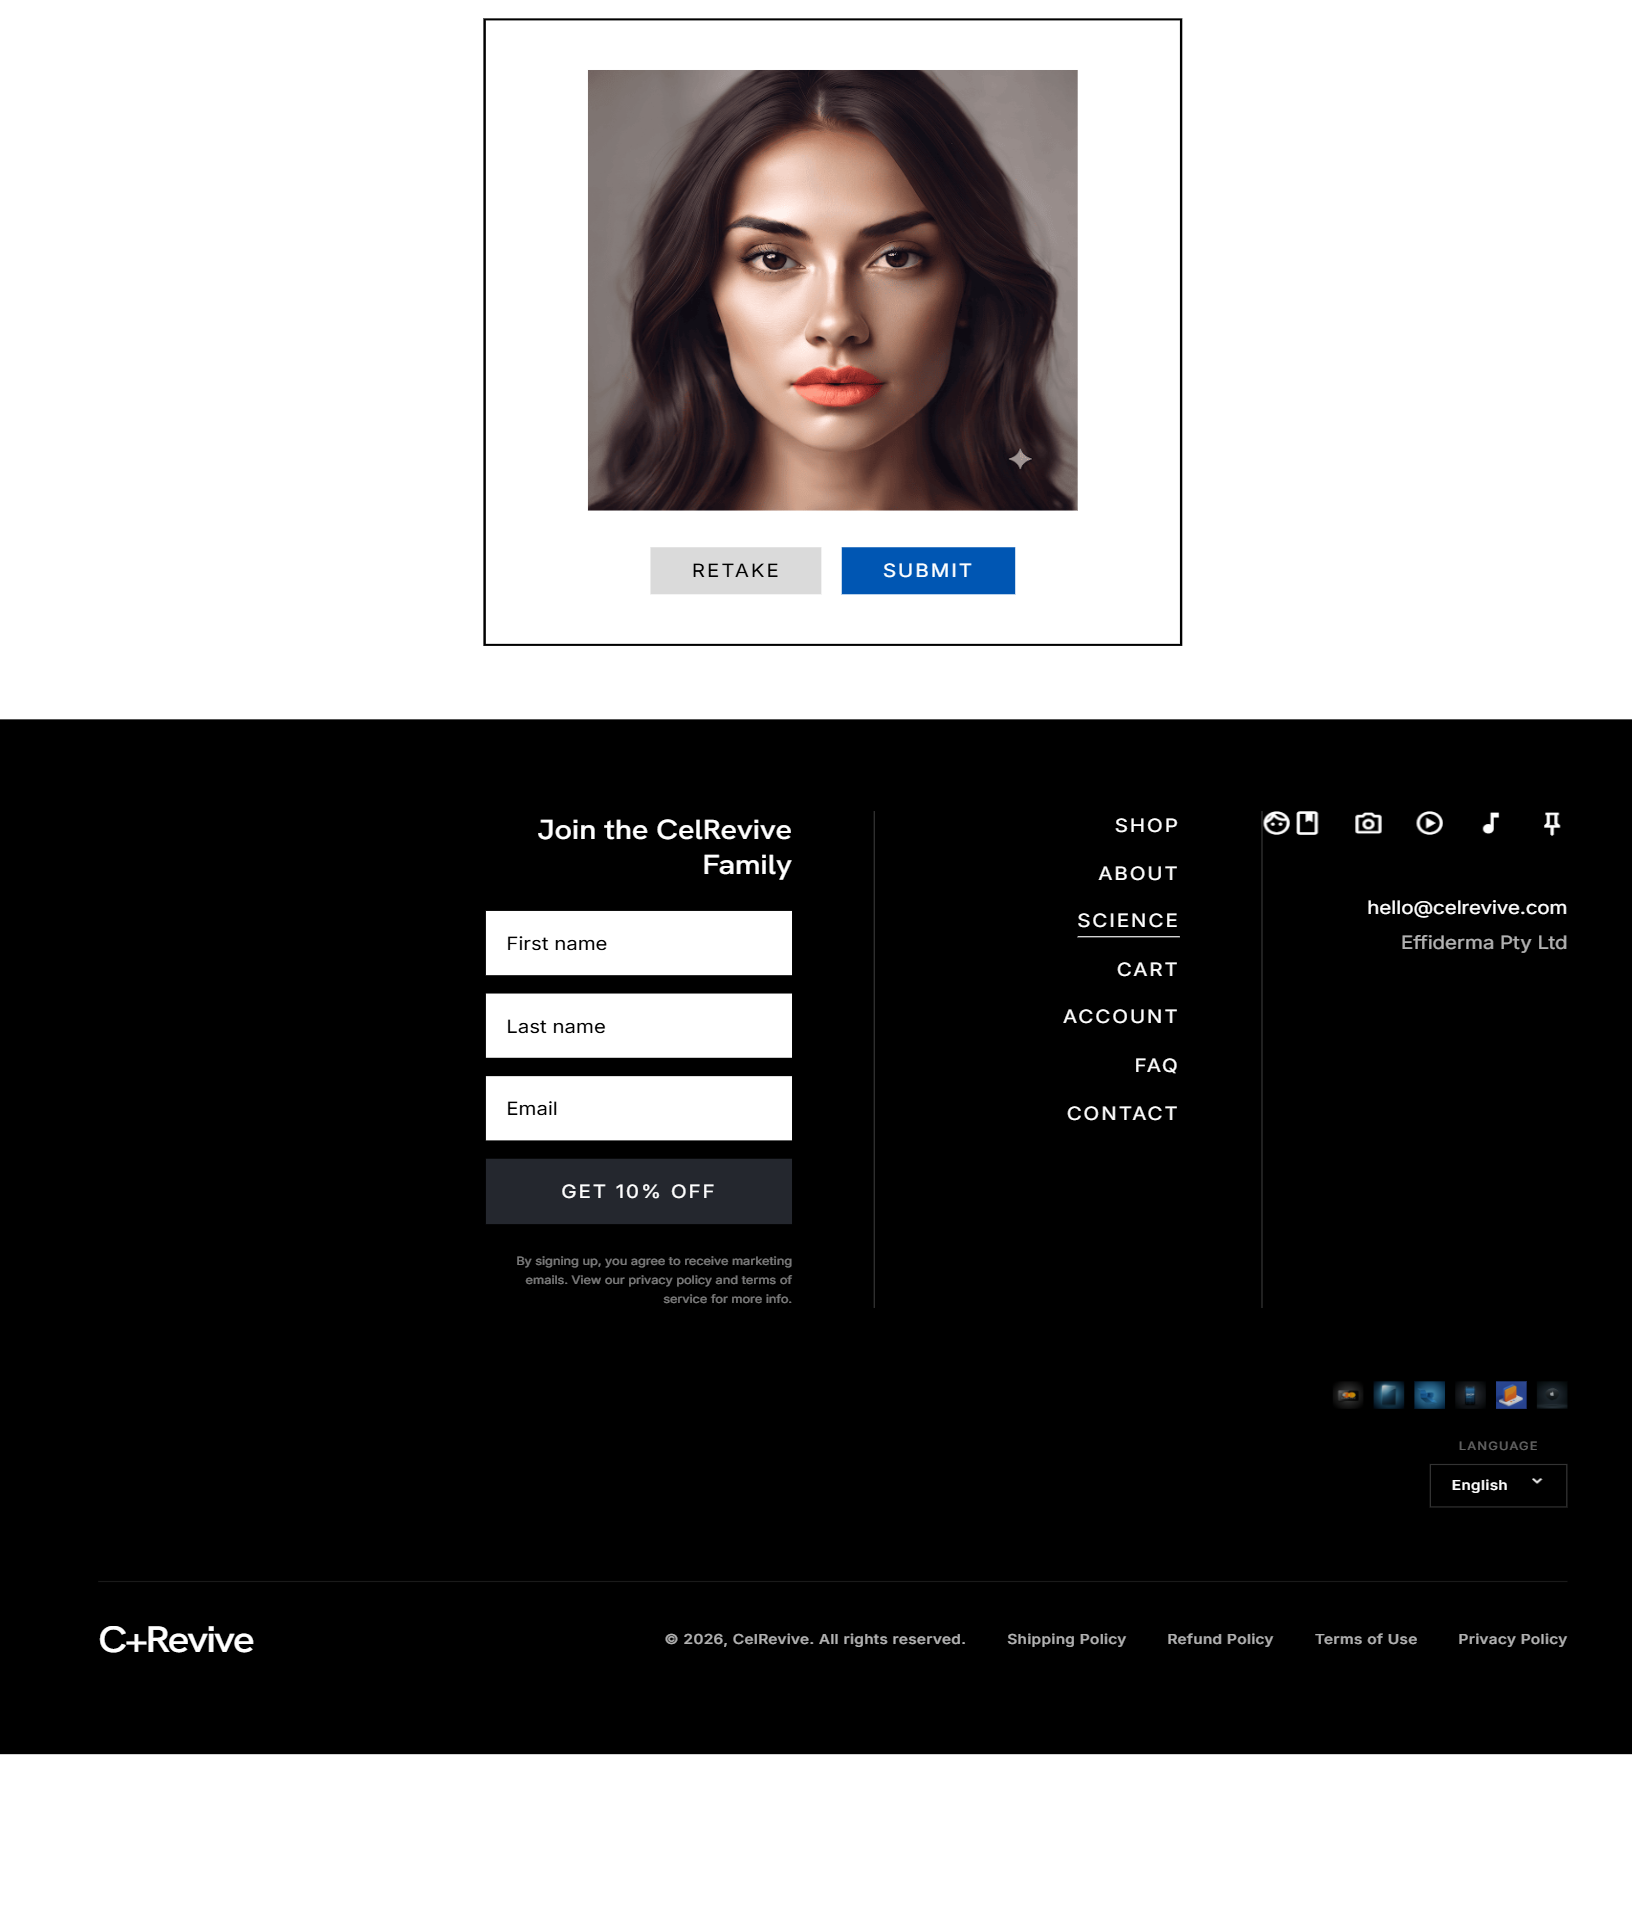 RETAKE
SUBMIT
Join the CelRevive
Family
First name
Last name
Email
GET 10% OFF
By signing up, you agree to receive marketing
emails. View our privacy policy and terms of
service for more info.
SHOP
ABOUT
SCIENCE
CART
ACCOUNT
FAQ
CONTACT
hello@celrevive.com
Effiderma Pty Ltd
LANGUAGE
English
C+Revive
© 2026, CelRevive. All rights reserved.
Shipping Policy
Refund Policy
Terms of Use
Privacy Policy